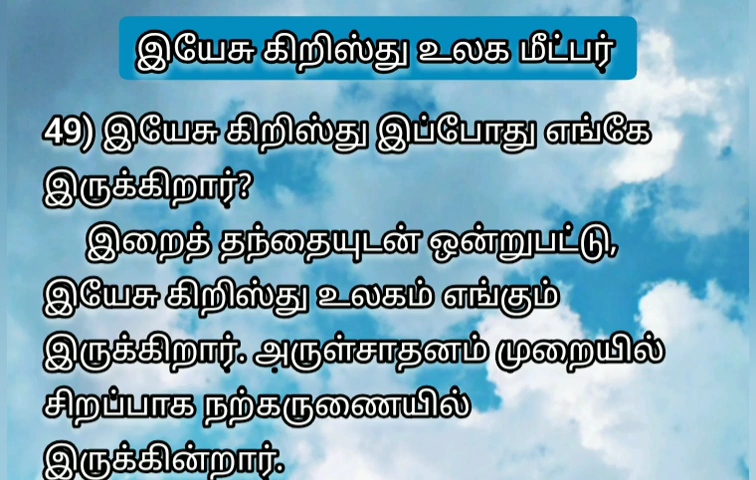 இயேசு கிறிஸ்து உலக மீட்பர்
49) இயேசு கிறிஸ்து இப்போது எங்கே
இருக்கிறார்?
இறைத் தந்தையுடன் ஒன்றுபட்டு,
இயேசு கிறிஸ்து உலகம் எங்கும்
இருக்கிறார். அருள்சாதனம் முறையில்
சிறப்பாக நற்கருணையில்
இருக்கின்றார்.